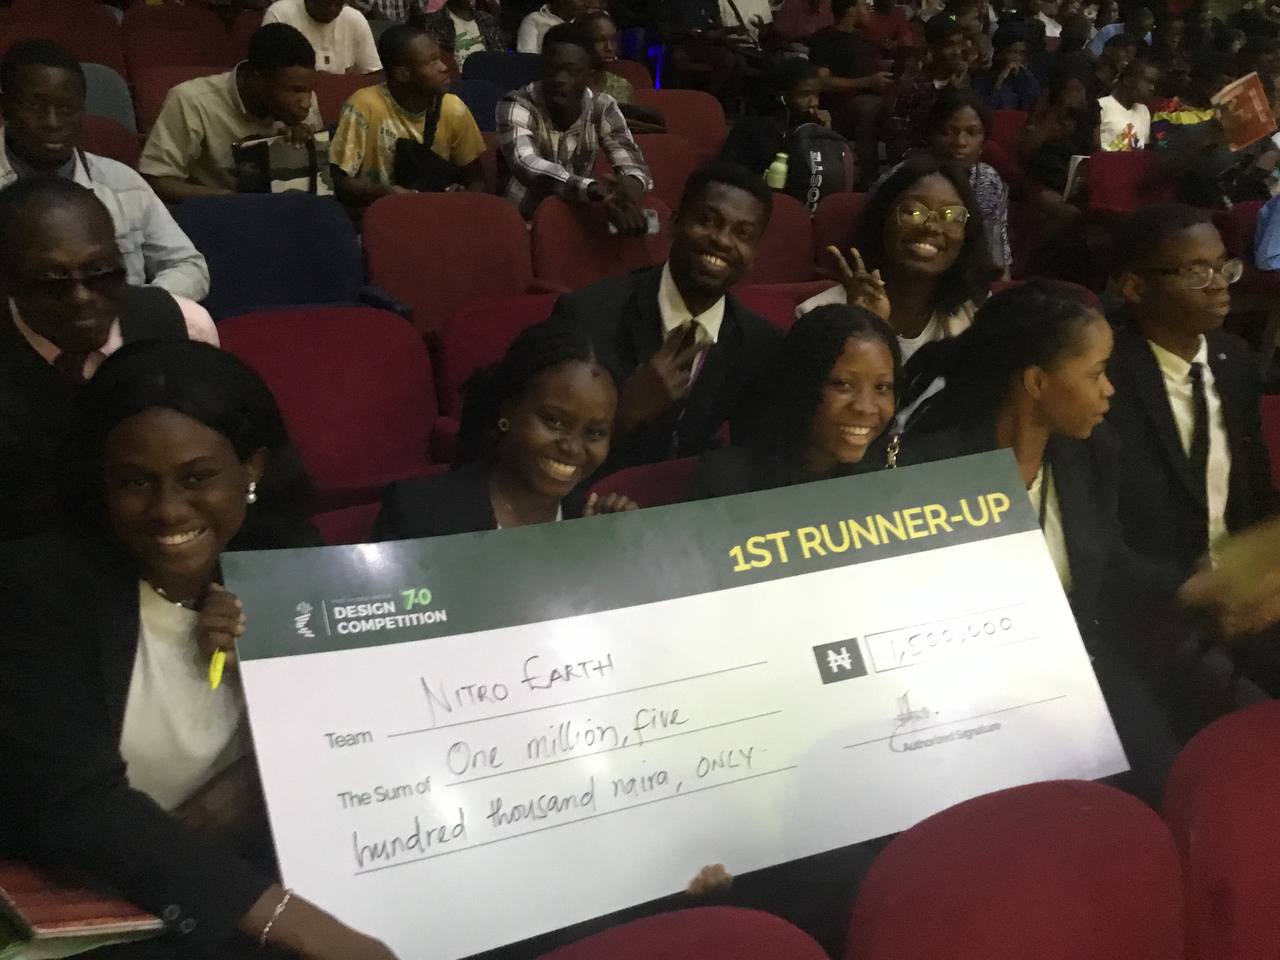 1ST RUNNER-UP
DESIGN 7.0
COMPETITION
Team NITRO EARTH
₦ 1,500,000
The Sum of One million, five
hundred thousand naira, ONLY.
Authorized Signature